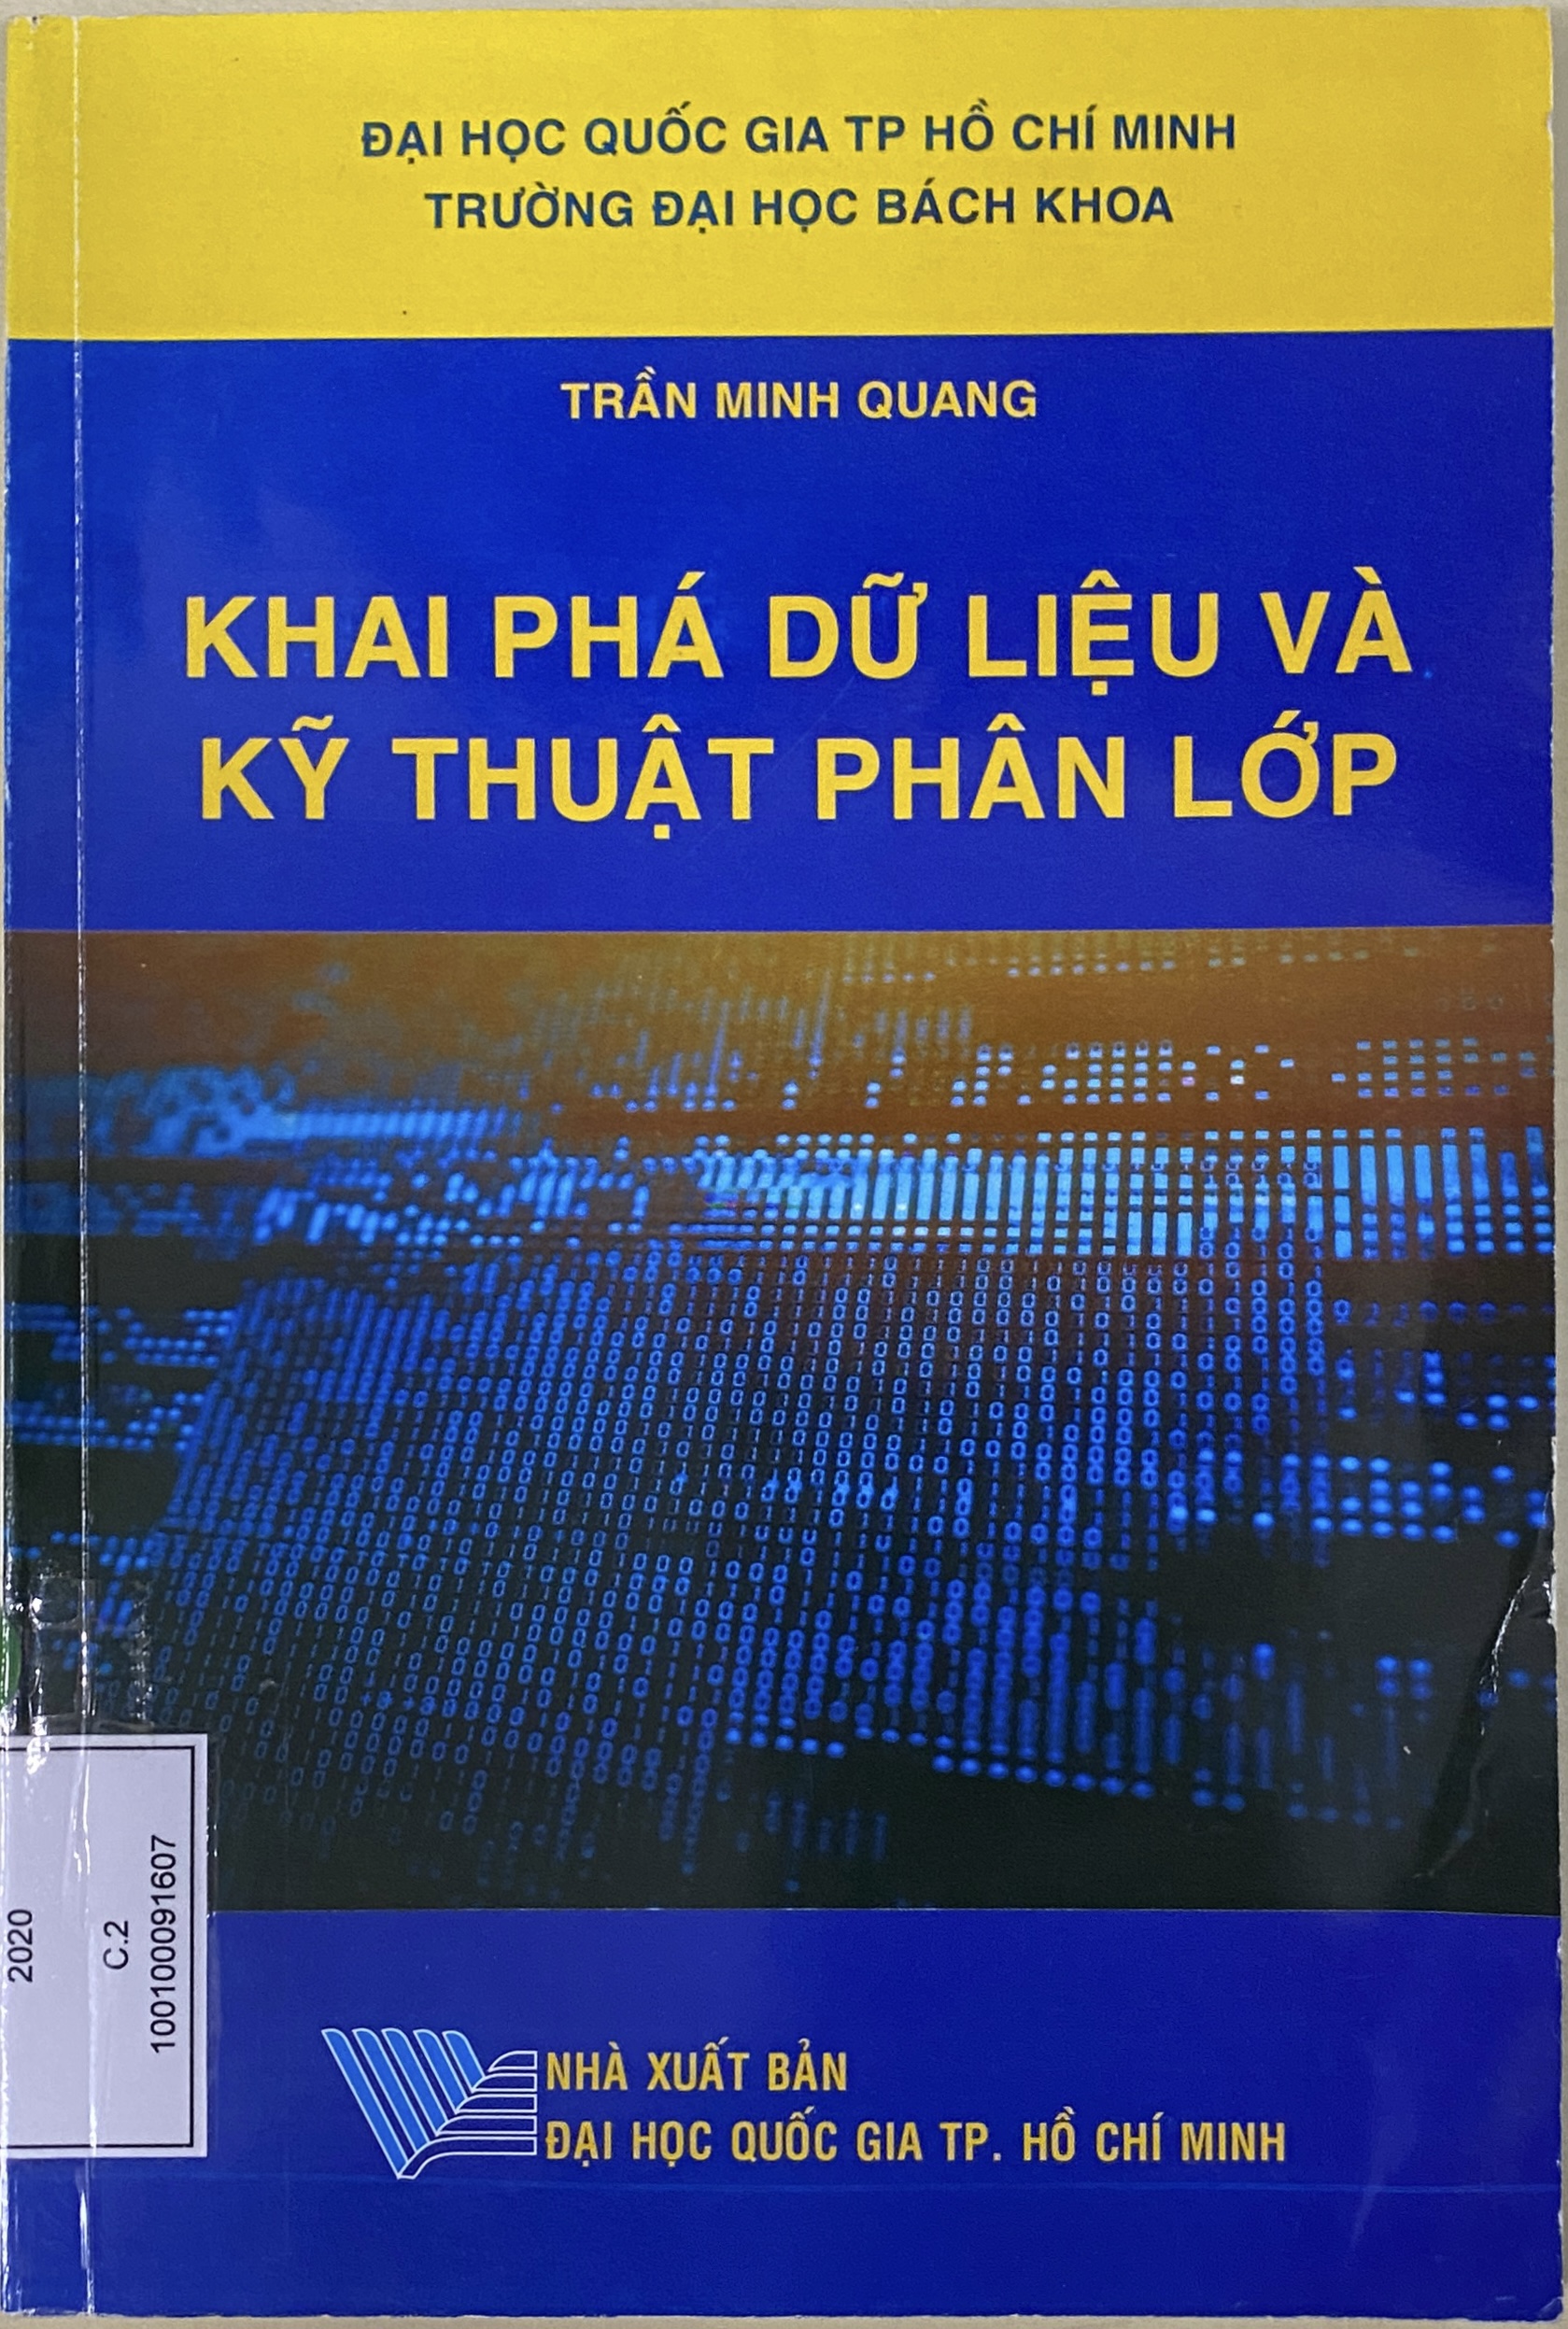 ĐẠI HỌC QUỐC GIA TP HỒ CHÍ MINH
TRƯỜNG ĐẠI HỌC BÁCH KHOA
TRẦN MINH QUANG
KHAI PHÁ DỮ LIỆU VÀ
KỸ THUẬT PHÂN LỚP
2020
C.2
100100091607
NHÀ XUẤT BẢN
ĐẠI HỌC QUỐC GIA TP. HỒ CHÍ MINH